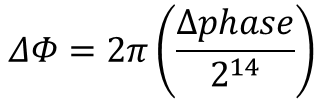 ΔΦ = 2π (Δphase / 2^14)